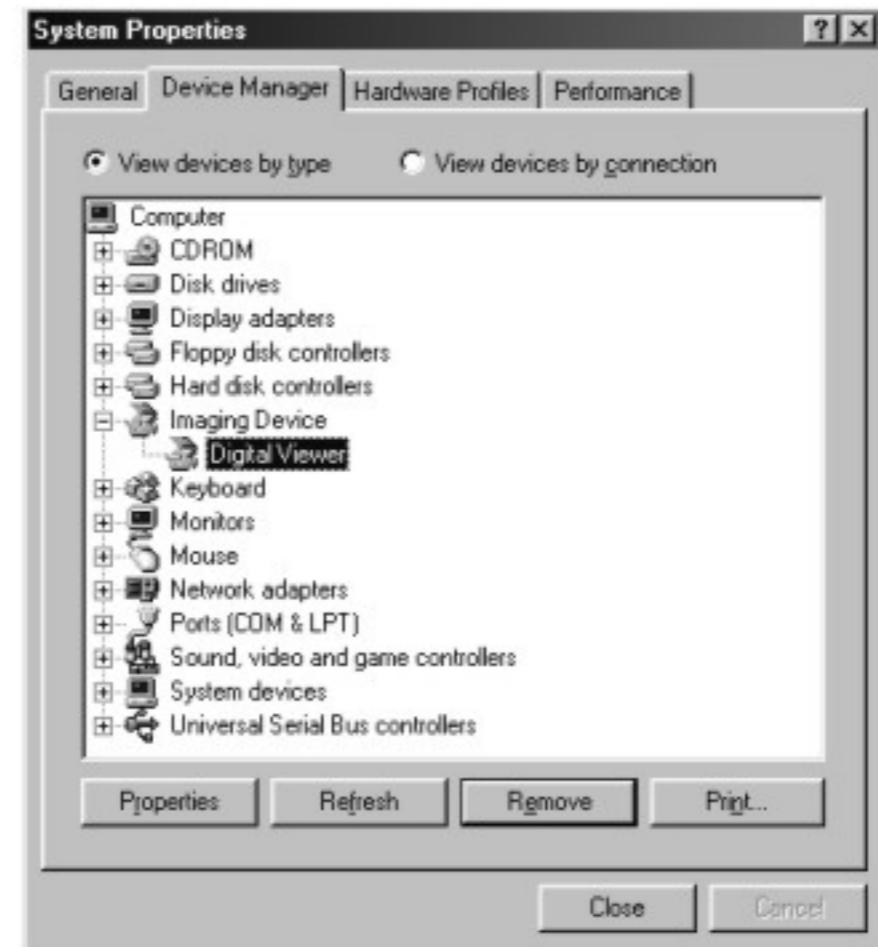 System Properties
? X
General Device Manager Hardware Profiles Performance
View devices by type View devices by connection
Computer
CDROM
Disk drives
Display adapters
Floppy disk controllers
Hard disk controllers
Imaging Device
Digital Viewer
Keyboard
Monitors
Mouse
Network adapters
Ports (COM & LPT)
Sound, video and game controllers
System devices
Universal Serial Bus controllers
Properties Refresh Remove Print...
Close Cancel